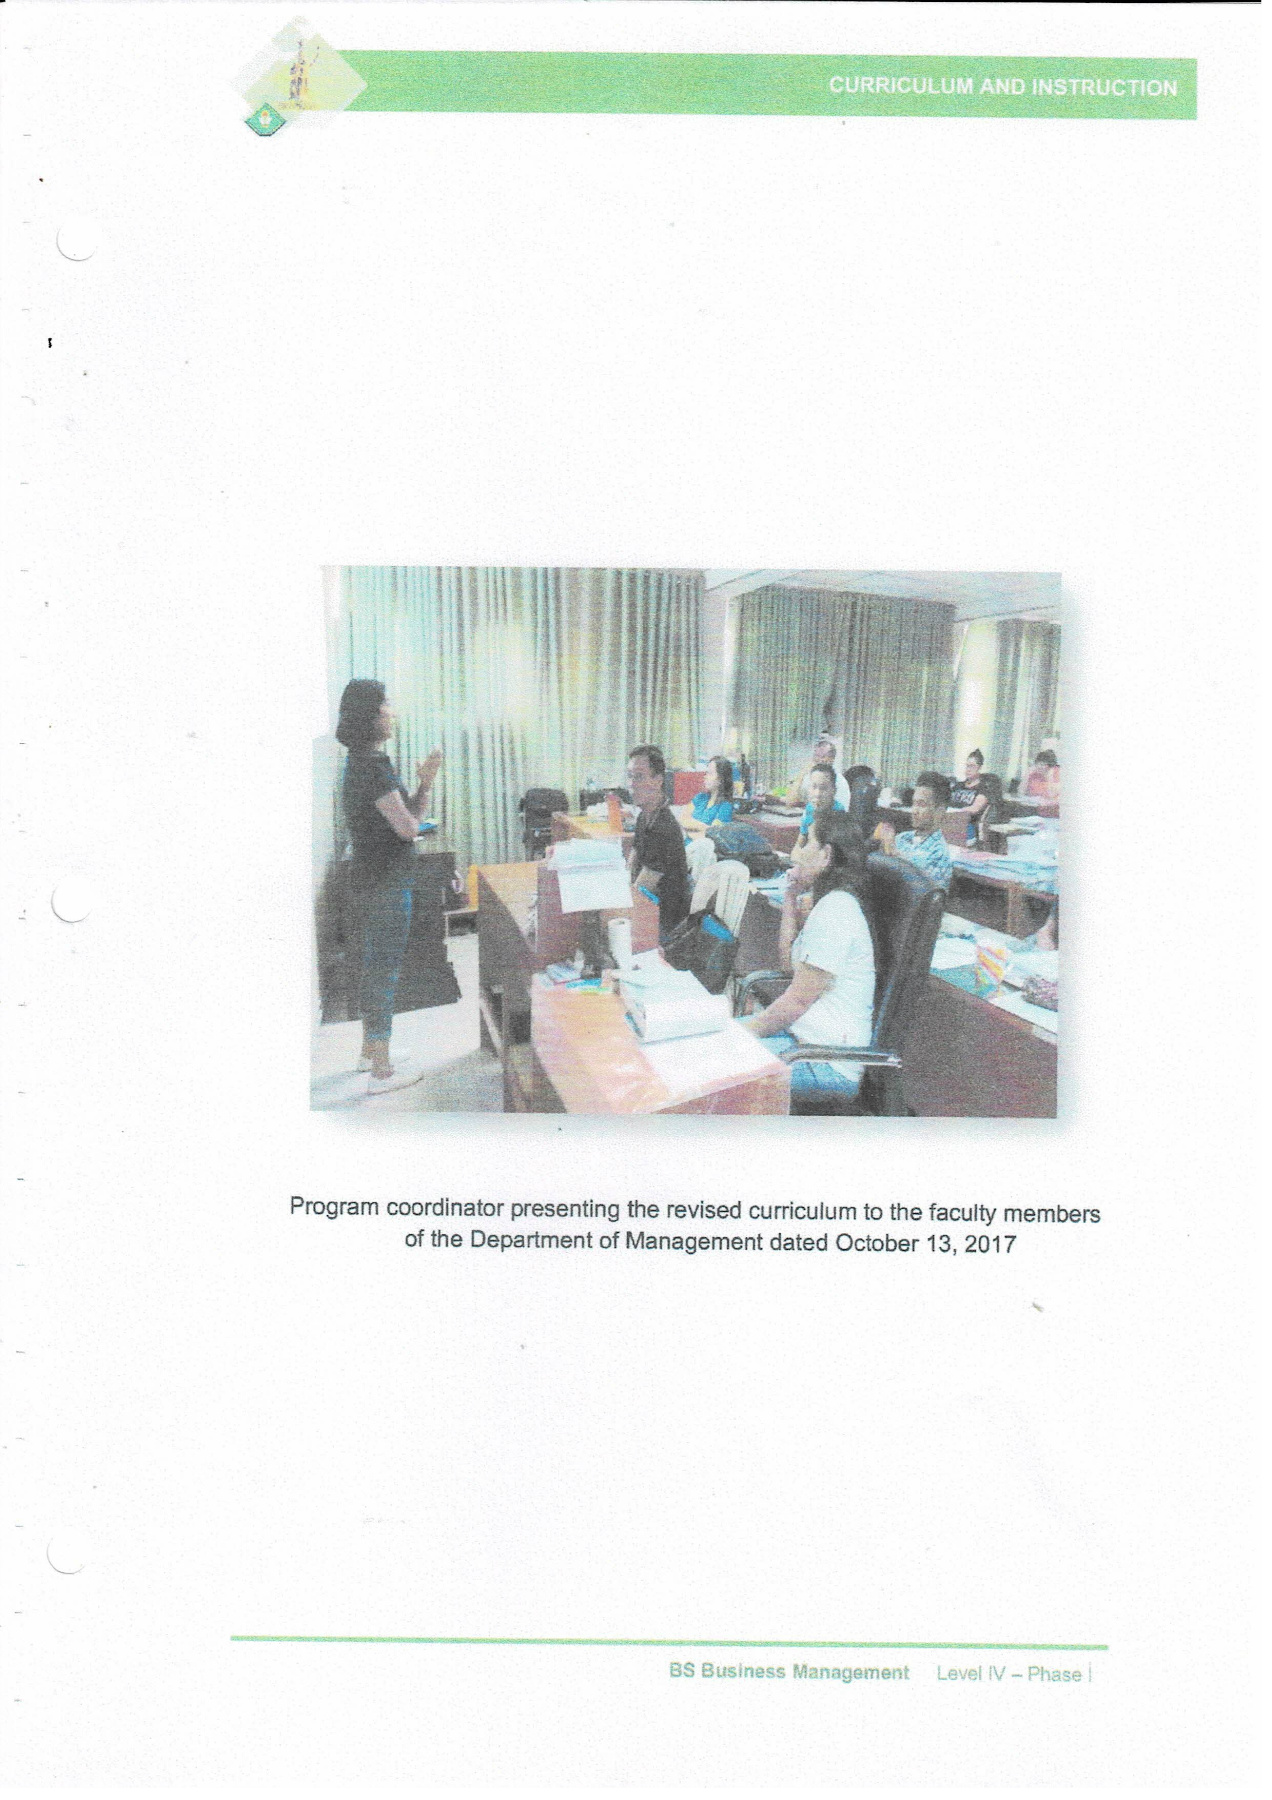 CURRICULUM AND INSTRUCTION
Program coordinator presenting the revised curriculum to the faculty members
of the Department of Management dated October 13, 2017
BS Business Management Level IV – Phase I